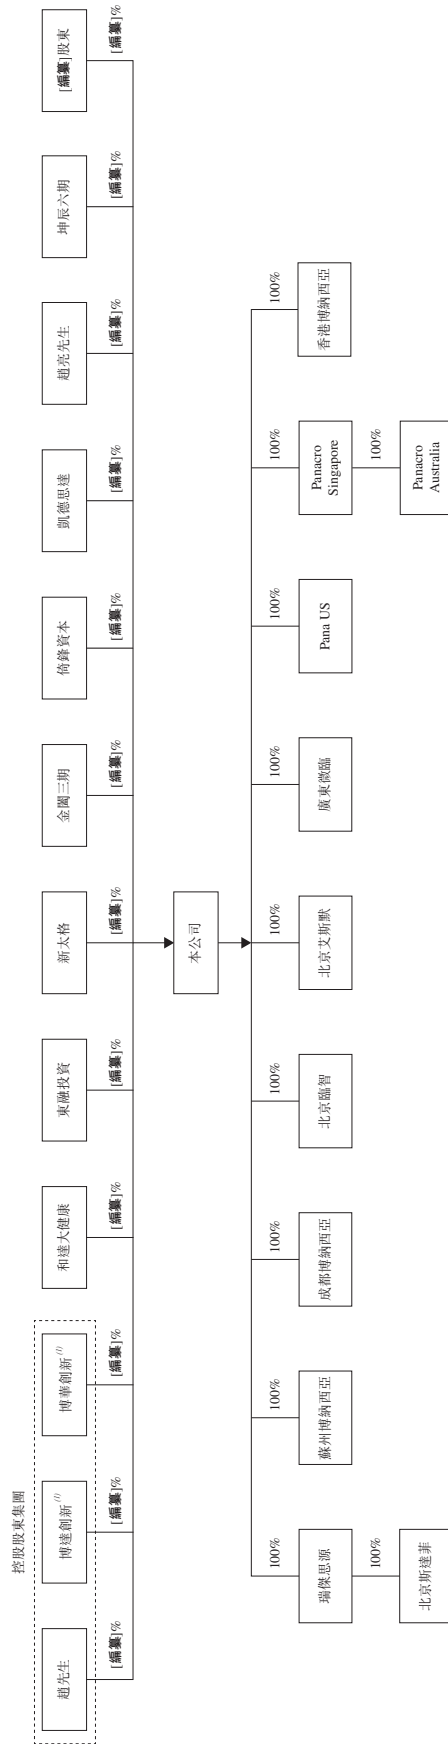 控股股東集團
趙先生
博達創新(1)
博華創新(1)
和達大健康
東融投資
新太格
金闔三期
倚鋒資本
凱德思達
趙亮先生
坤辰六期
[編纂]股東
[編纂]%
[編纂]%
[編纂]%
[編纂]%
[編纂]%
[編纂]%
[編纂]%
[編纂]%
[編纂]%
[編纂]%
[編纂]%
[編纂]%
本公司
100%
100%
100%
100%
100%
100%
100%
100%
100%
瑞傑思源
蘇州博納西亞
成都博納西亞
北京臨智
北京艾斯默
廣東微臨
Pana US
Panacro
Singapore
香港博納西亞
100%
100%
北京斯達菲
Panacro
Australia